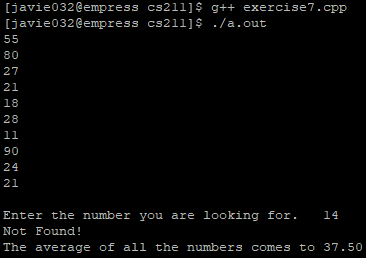 [javie032@empress cs211]$ g++ exercise7.cpp
[javie032@empress cs211]$ ./a.out
55
80
27
21
18
28
11
90
24
21
Enter the number you are looking for.   14
Not Found!
The average of all the numbers comes to 37.50